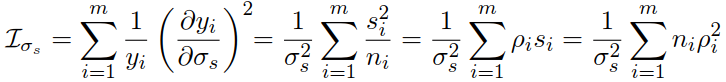 $\mathcal{I}_{\sigma_s} = \sum_{i=1}^{m} \frac{1}{y_i} \left( \frac{\partial y_i}{\partial \sigma_s} \right)^2 = \frac{1}{\sigma_s^2} \sum_{i=1}^{m} \frac{s_i^2}{n_i} = \frac{1}{\sigma_s^2} \sum_{i=1}^{m} \rho_i s_i = \frac{1}{\sigma_s^2} \sum_{i=1}^{m} n_i \rho_i^2$